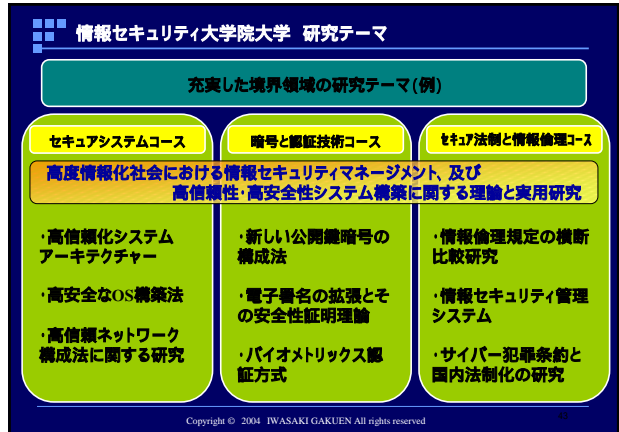 情報セキュリティ大学院大学 研究テーマ
充実した境界領域の研究テーマ(例)
セキュアシステムコース
暗号と認証技術コース
セキュア法制と情報倫理コース
高度情報化社会における情報セキュリティマネージメント、及び
高信頼性・高安全性システム構築に関する理論と実用研究
・高信頼化システム
アーキテクチャー
・高安全なOS構築法
・高信頼ネットワーク
構成法に関する研究
・新しい公開鍵暗号の
構成法
・電子署名の拡張とそ
の安全性証明理論
・バイオメトリックス認
証方式
・情報倫理規定の横断
比較研究
・情報セキュリティ管理
システム
・サイバー犯罪条約と
国内法制化の研究
Copyright © 2004 IWASAKI GAKUEN All rights reserved